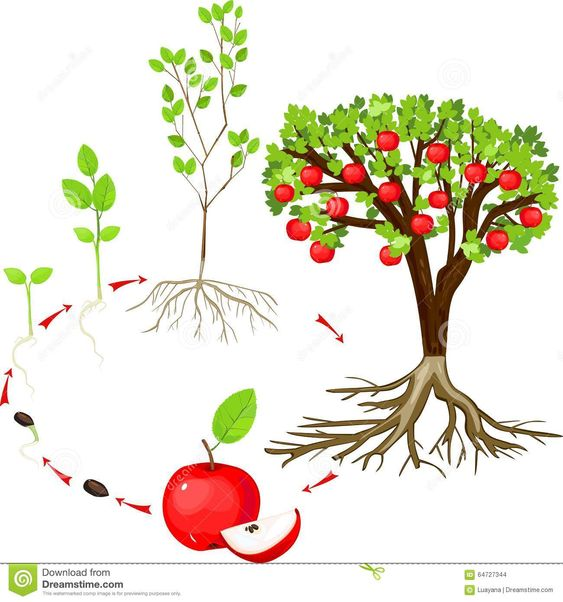 Download from
Dreamstime.com
This watermarked comp image is for previewing purposes only.
64727344
Luayana | Dreamstime.com